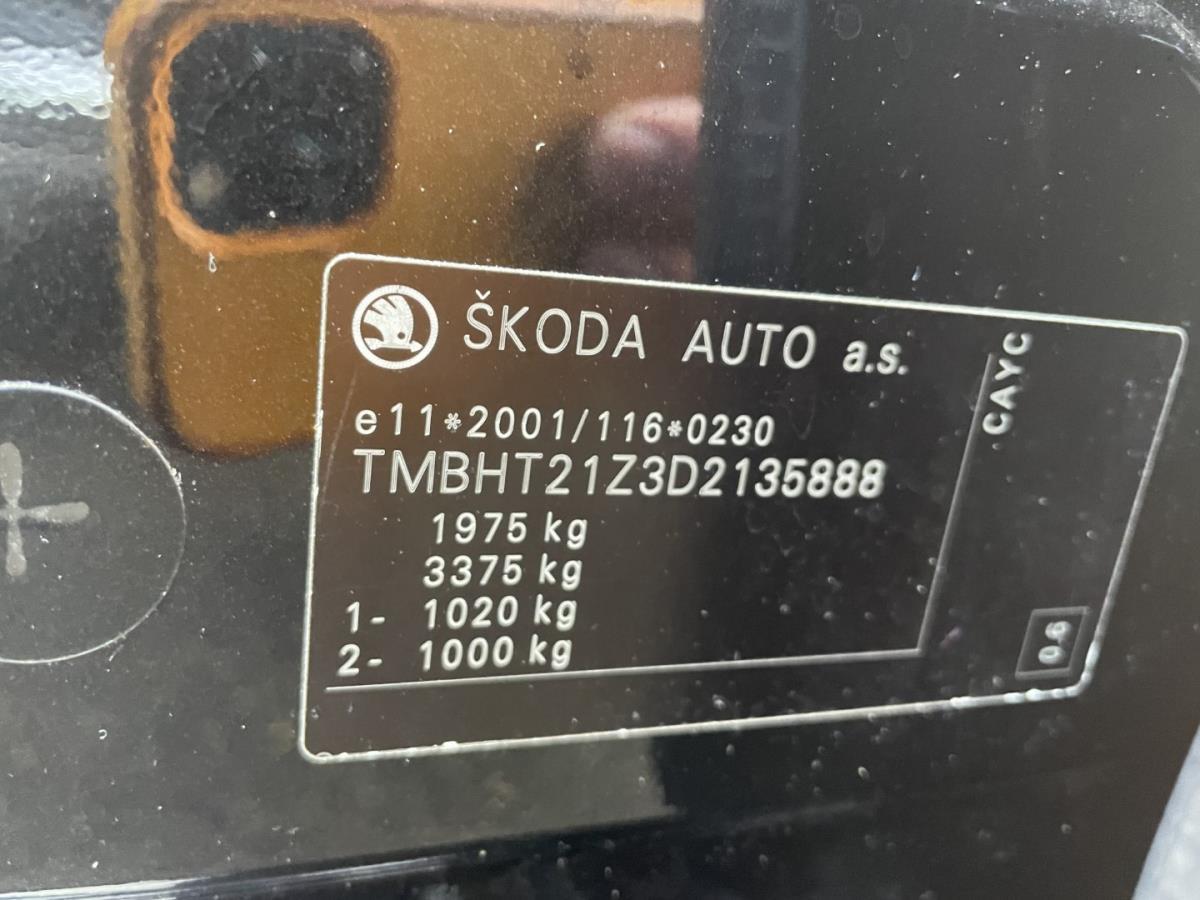 ŠKODA AUTO a.s.
e11*2001/116*0230
TMBHT21Z3D2135888
1975 kg
3375 kg
1- 1020 kg
2- 1000 kg
CAYC
0.6